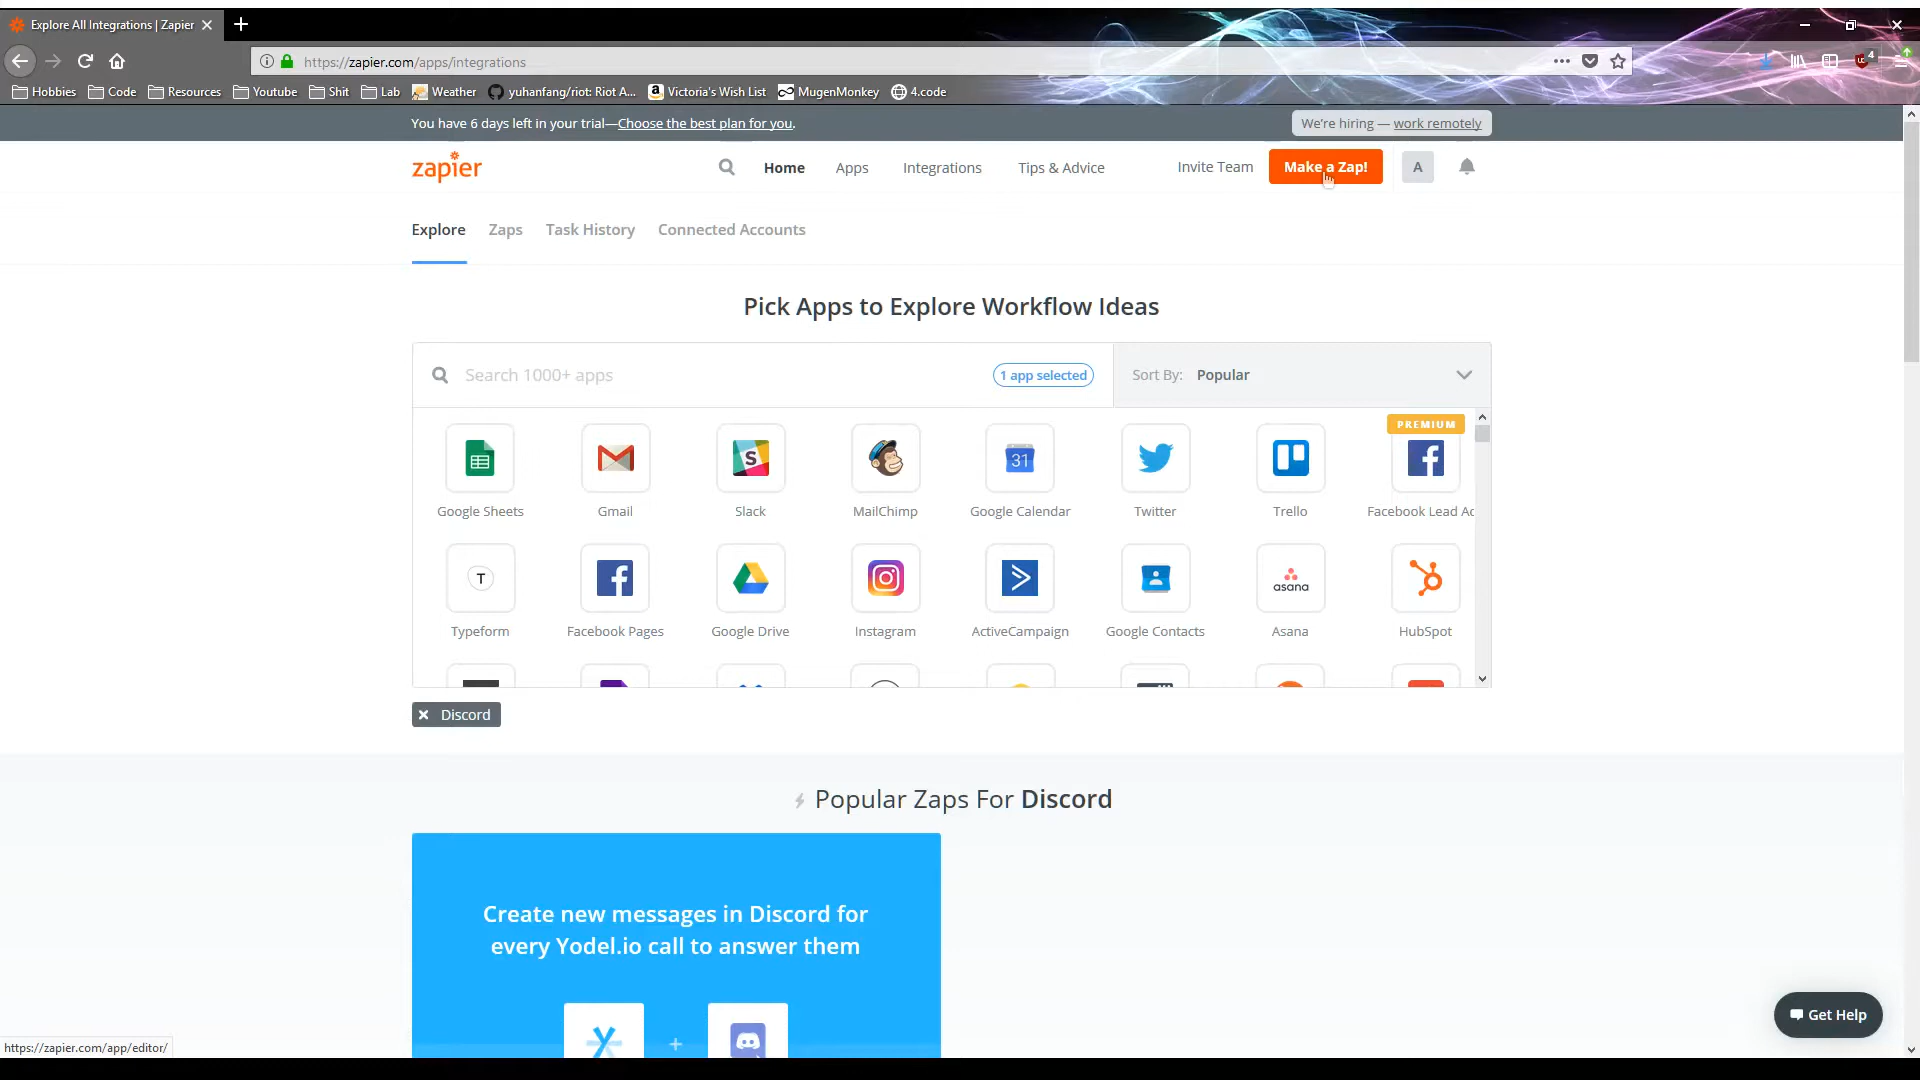 Explore All Integrations | Zapier
https://zapier.com/apps/integrations
4
Hobbies Code Resources Youtube Shit Lab Weather yuhanfang/riot: Riot A... Victoria's Wish List MugenMonkey 4.code
You have 6 days left in your trial—Choose the best plan for you.
We're hiring — work remotely
zapier
Home Apps Integrations Tips & Advice Invite Team Make a Zap! A
Explore Zaps Task History Connected Accounts
Pick Apps to Explore Workflow Ideas
Search 1000+ apps 1 app selected Sort By: Popular
PREMIUM
S 31
Google Sheets Gmail Slack MailChimp Google Calendar Twitter Trello Facebook Lead Ad
T asana
Typeform Facebook Pages Google Drive Instagram ActiveCampaign Google Contacts Asana HubSpot
Discord
Popular Zaps For Discord
Create new messages in Discord for
every Yodel.io call to answer them
+
Get Help
https://zapier.com/app/editor/